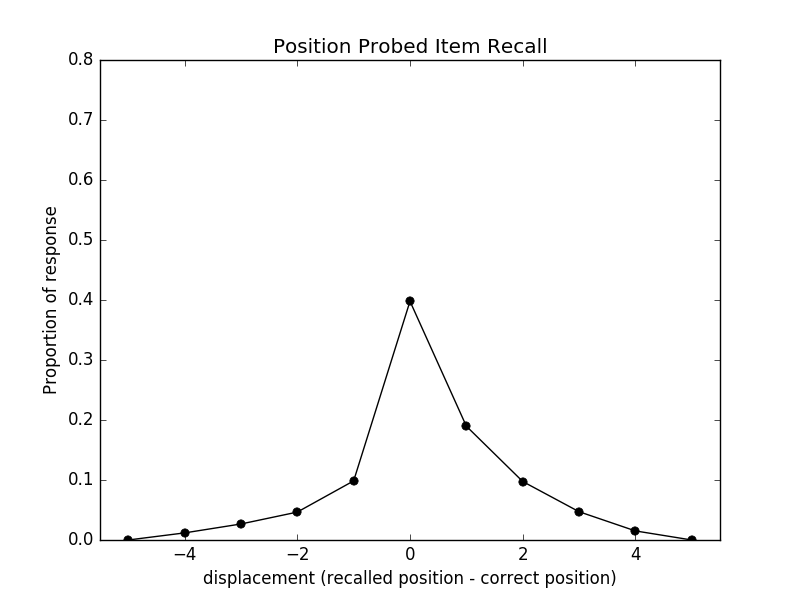 Position Probed Item Recall
0.8
0.7
0.6
0.5
0.4
0.3
0.2
0.1
0.0
Proportion of response
−4 −2 0 2 4
displacement (recalled position - correct position)